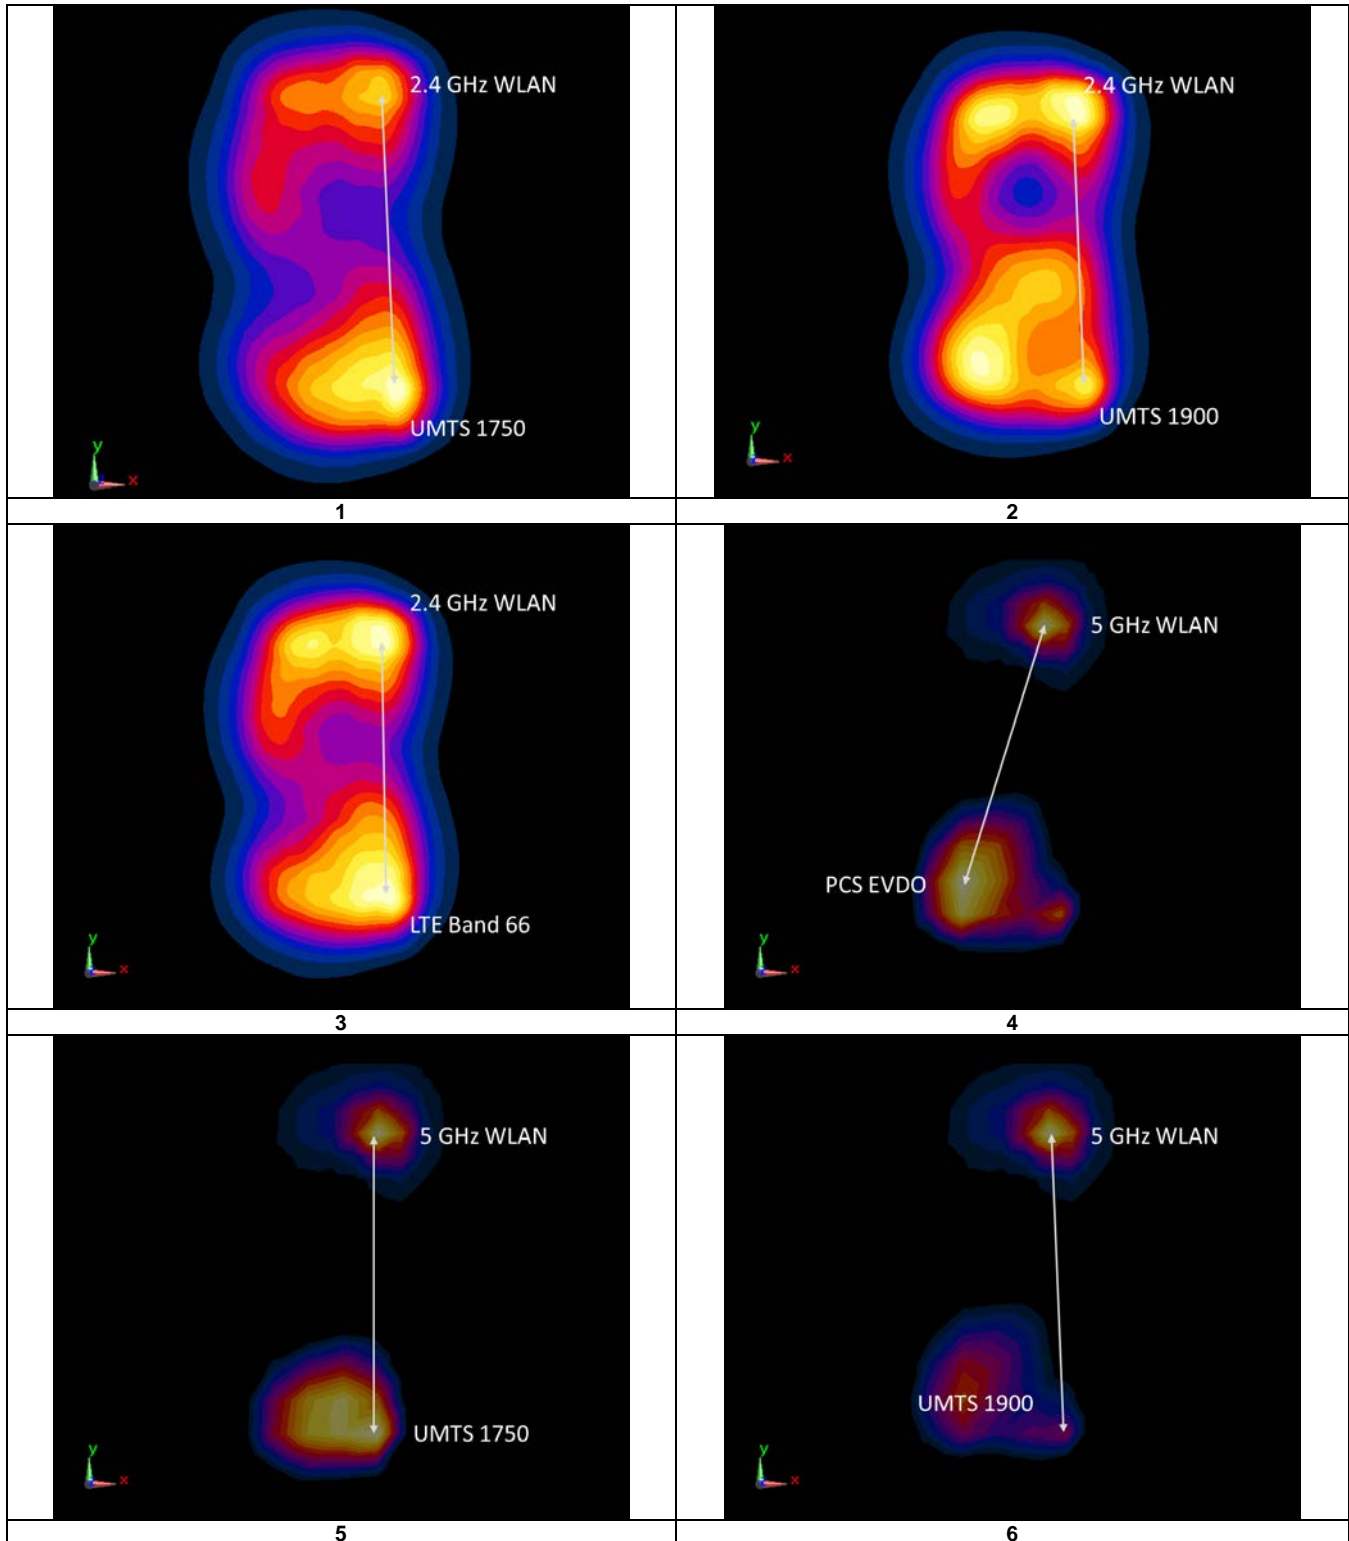 2.4 GHz WLAN
UMTS 1750
y
x
1
2.4 GHz WLAN
UMTS 1900
y
x
2
2.4 GHz WLAN
LTE Band 66
y
x
3
5 GHz WLAN
PCS EVDO
y
x
4
5 GHz WLAN
UMTS 1750
y
x
5
5 GHz WLAN
UMTS 1900
y
x
6